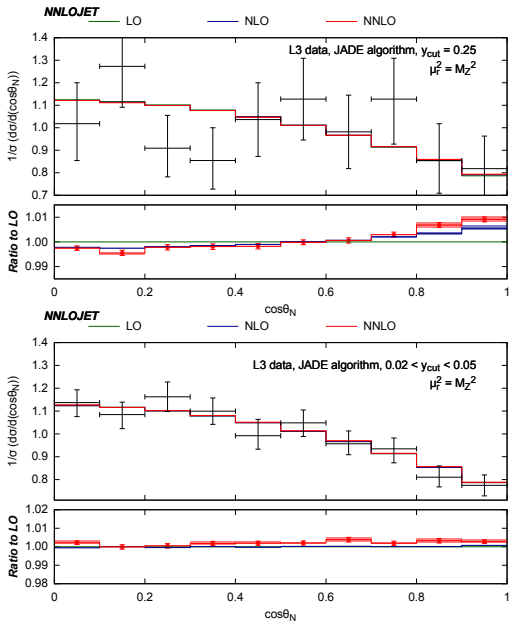 NNLOJET
LO NLO NNLO
L3 data, JADE algorithm, y_cut = 0.25
μ_r^2 = M_Z^2
1/σ (dσ/d(cosθ_N))
1.4
1.3
1.2
1.1
1.0
0.9
0.8
0.7
Ratio to LO
1.01
1.00
0.99
0 0.2 0.4 0.6 0.8 1
cosθ_N
NNLOJET
LO NLO NNLO
L3 data, JADE algorithm, 0.02 < y_cut < 0.05
μ_r^2 = M_Z^2
1/σ (dσ/d(cosθ_N))
1.4
1.3
1.2
1.1
1.0
0.9
0.8
Ratio to LO
1.02
1.01
1.00
0.99
0.98
0 0.2 0.4 0.6 0.8 1
cosθ_N